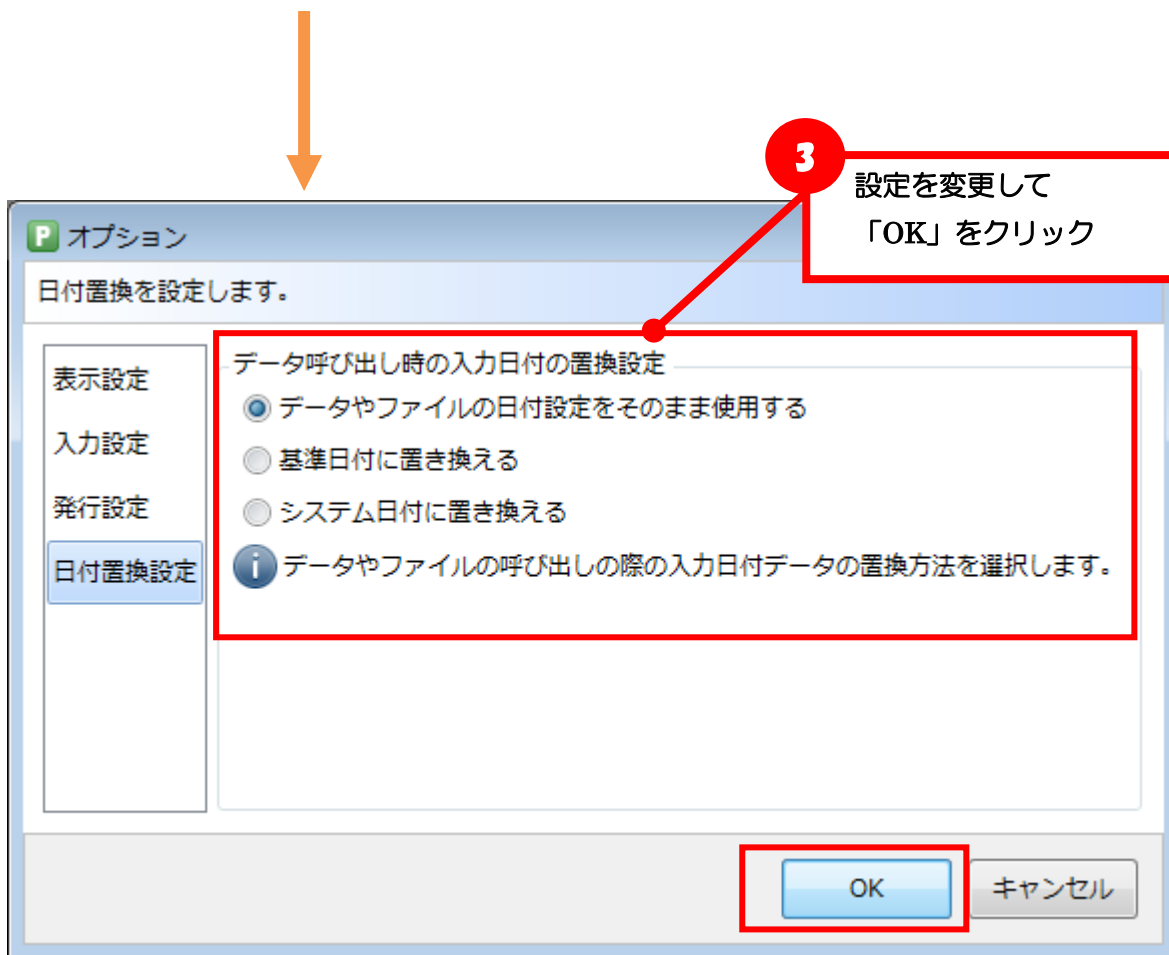 3
設定を変更して
「OK」をクリック
P オプション
日付置換を設定します。
表示設定
入力設定
発行設定
日付置換設定
データ呼び出し時の入力日付の置換設定
データやファイルの日付設定をそのまま使用する
基準日付に置き換える
システム日付に置き換える
i データやファイルの呼び出しの際の入力日付データの置換方法を選択します。
OK
キャンセル